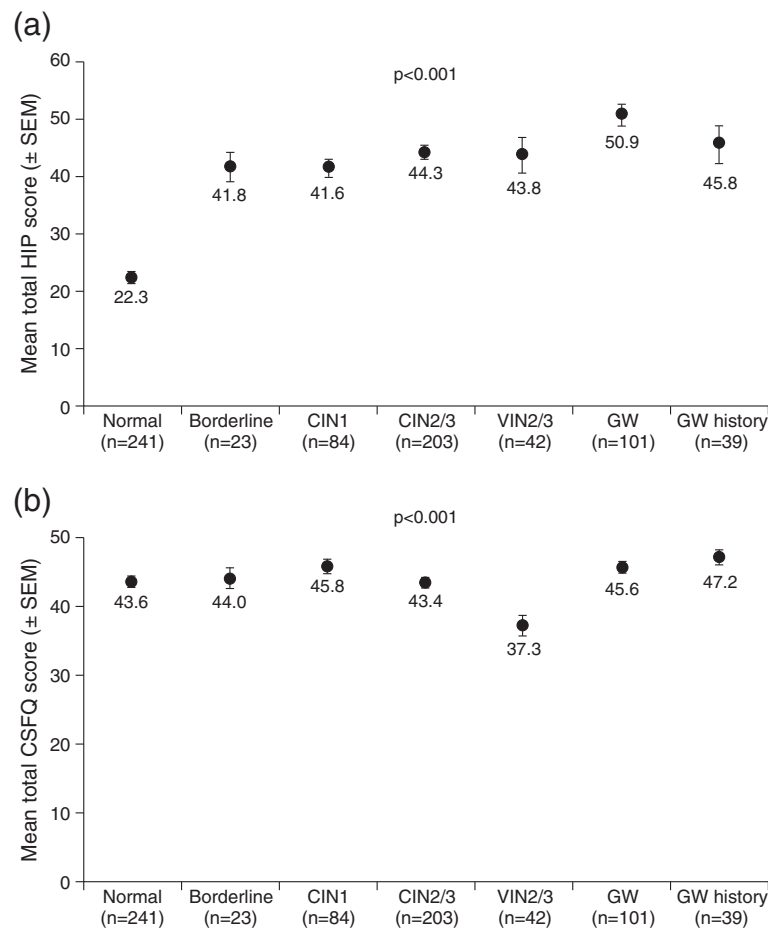 (a)
Mean total HIP score (± SEM)
60
50
40
30
20
10
0
p<0.001
22.3
41.8
41.6
44.3
43.8
50.9
45.8
Normal Borderline CIN1 CIN2/3 VIN2/3 GW GW history
(n=241) (n=23) (n=84) (n=203) (n=42) (n=101) (n=39)
(b)
Mean total CSFQ score (± SEM)
50
40
30
20
10
0
p<0.001
43.6
44.0
45.8
43.4
37.3
45.6
47.2
Normal Borderline CIN1 CIN2/3 VIN2/3 GW GW history
(n=241) (n=23) (n=84) (n=203) (n=42) (n=101) (n=39)